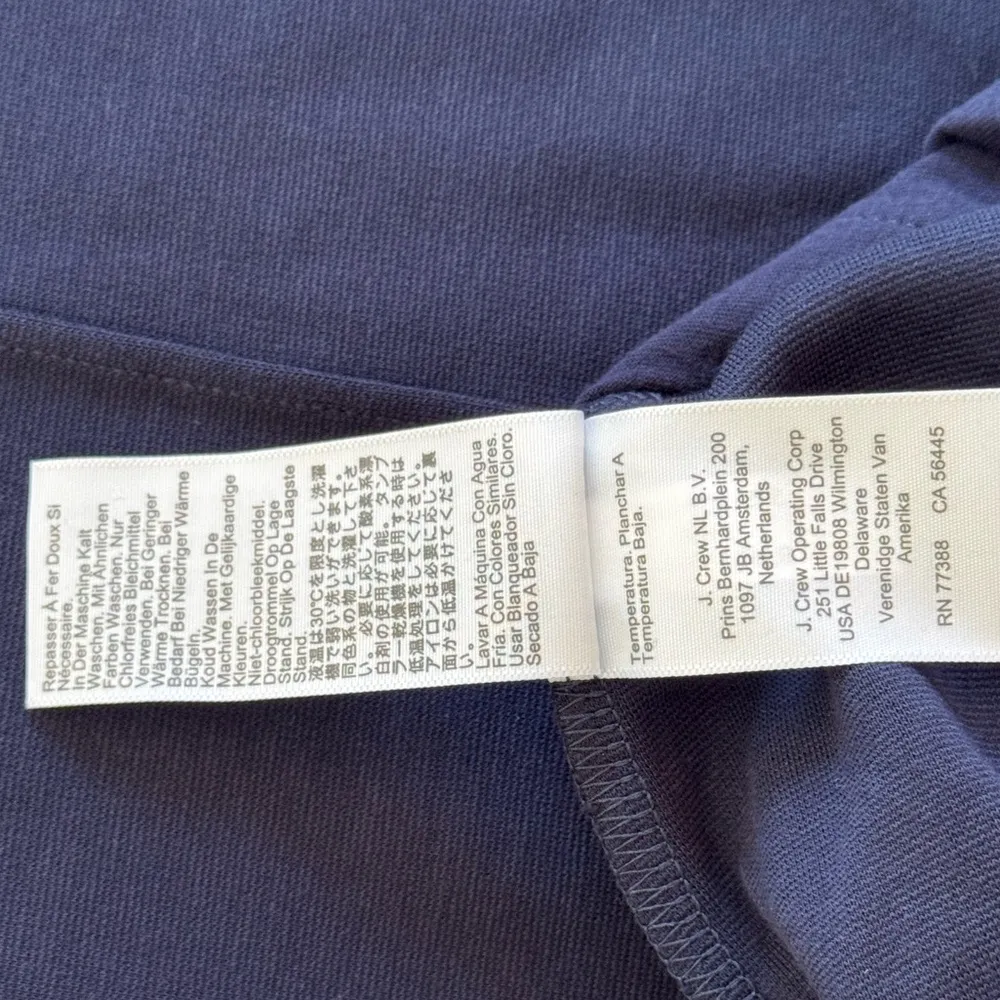 Repasser À Fer Doux Si
Nécessaire.
In Der Maschine Kalt
Waschen. Mit Ähnlichen
Farben Waschen. Nur
Chlorfreies Bleichmittel
Verwenden. Bei Geringer
Wärme Trocknen. Bei
Bedarf Bei Niedriger Wärme
Bügeln.
Koud Wassen In De
Machine. Met Gelijkaardige
Kleuren.
Niet-chloorbleekmiddel.
Droogtrommel Op Lage
Stand. Strijk Op De Laagste
Stand.
液温は30℃を限度とし洗濯
機で弱い洗いができます。
同色系の物と洗濯して下さ
い。 必要に応じて酸素系漂
白剤の使用が可能。タンブ
ラー乾燥機を使用する時は
低温処理をしてください。
アイロンは必要に応じて裏
面から低温がけてくださ
い。
Lavar A Máquina Con Agua
Fria. Con Colores Similares.
Usar Blanqueador Sin Cloro.
Secado A Baja
Temperatura. Planchar A
Temperatura Baja.
J. Crew NL B.V.
Prins Bernhardplein 200
1097 JB Amsterdam,
Netherlands
J. Crew Operating Corp
251 Little Falls Drive
USA DE19808 Wilmington
Delaware
Verenidge Staten Van
Amerika
RN 77388 CA 56445